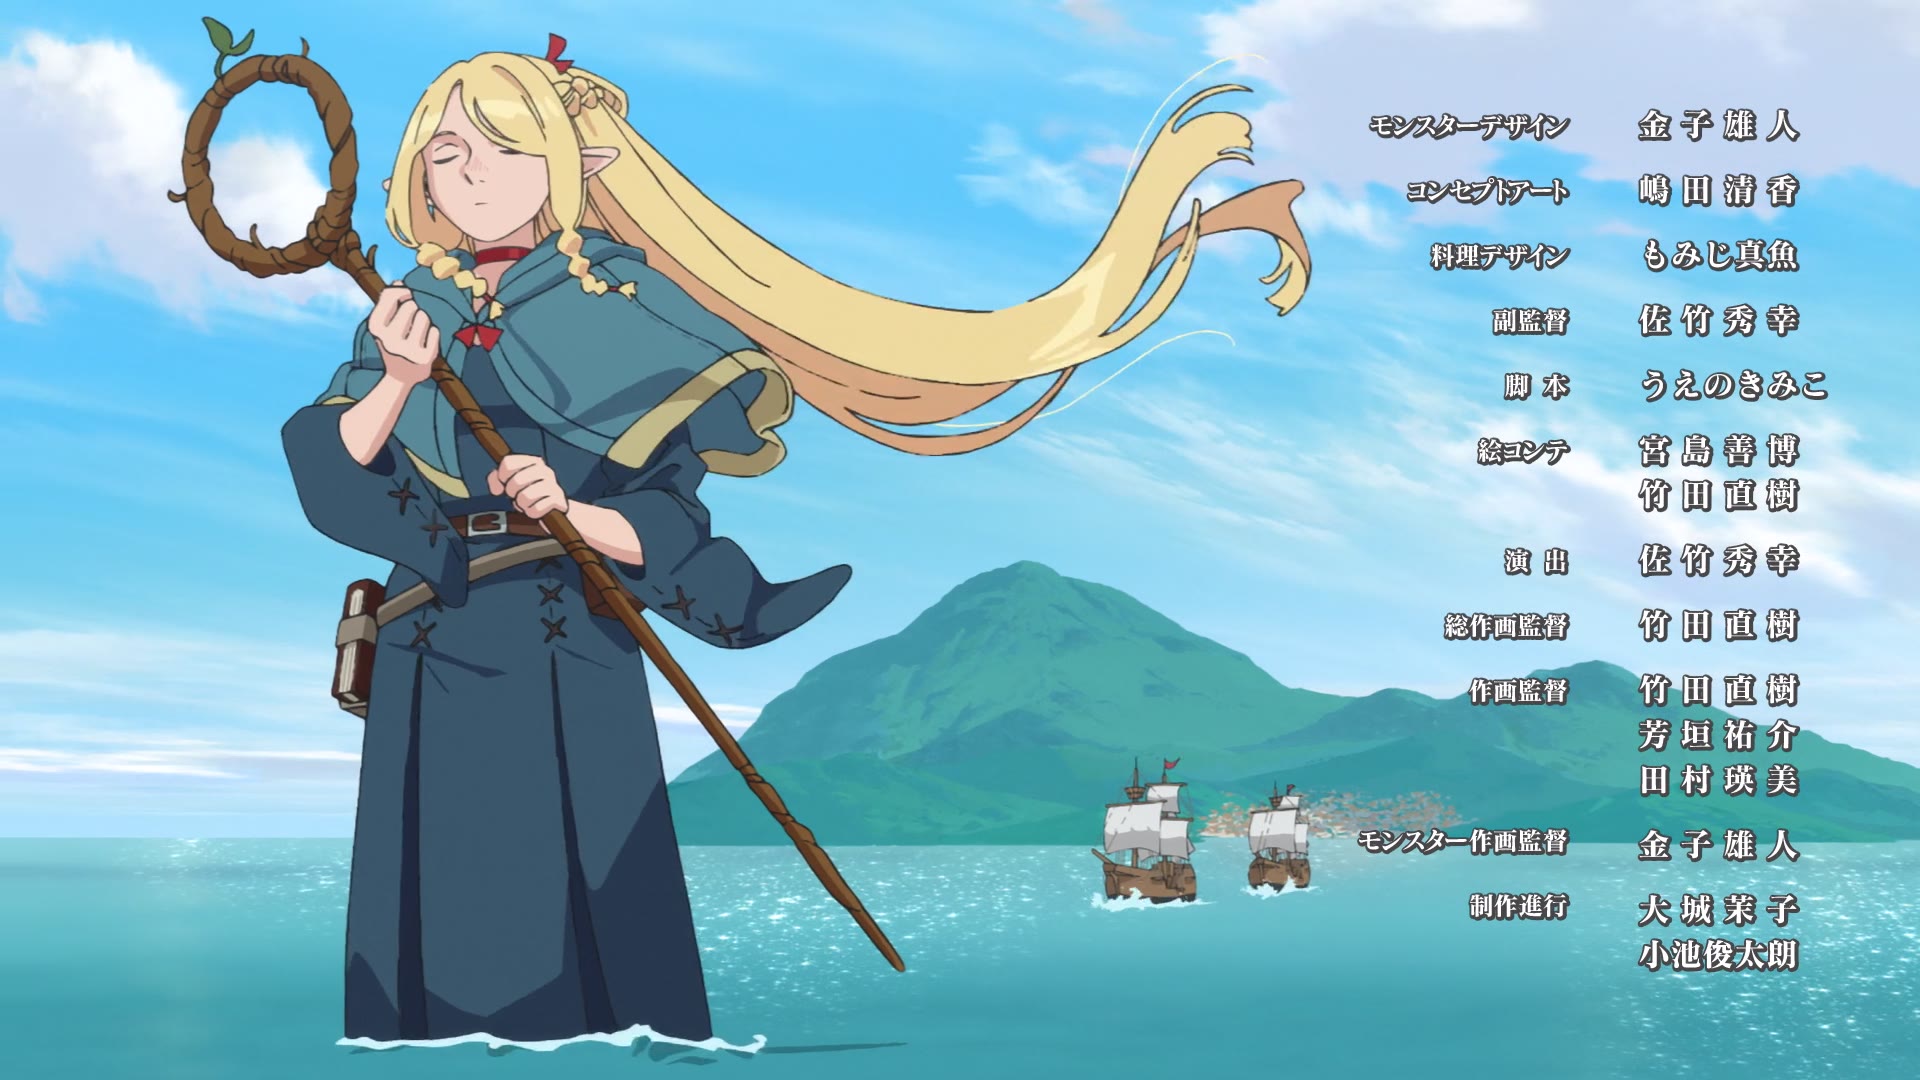 モンスターデザイン 金子雄人
コンセプトアート 嶋田清香
料理デザイン もみじ真魚
副監督 佐竹秀幸
脚本 うえのきみこ
絵コンテ 宮島善博
竹田直樹
演出 佐竹秀幸
総作画監督 竹田直樹
作画監督 竹田直樹
芳垣祐介
田村瑛美
モンスター作画監督 金子雄人
制作進行 大城茉子
小池俊太朗